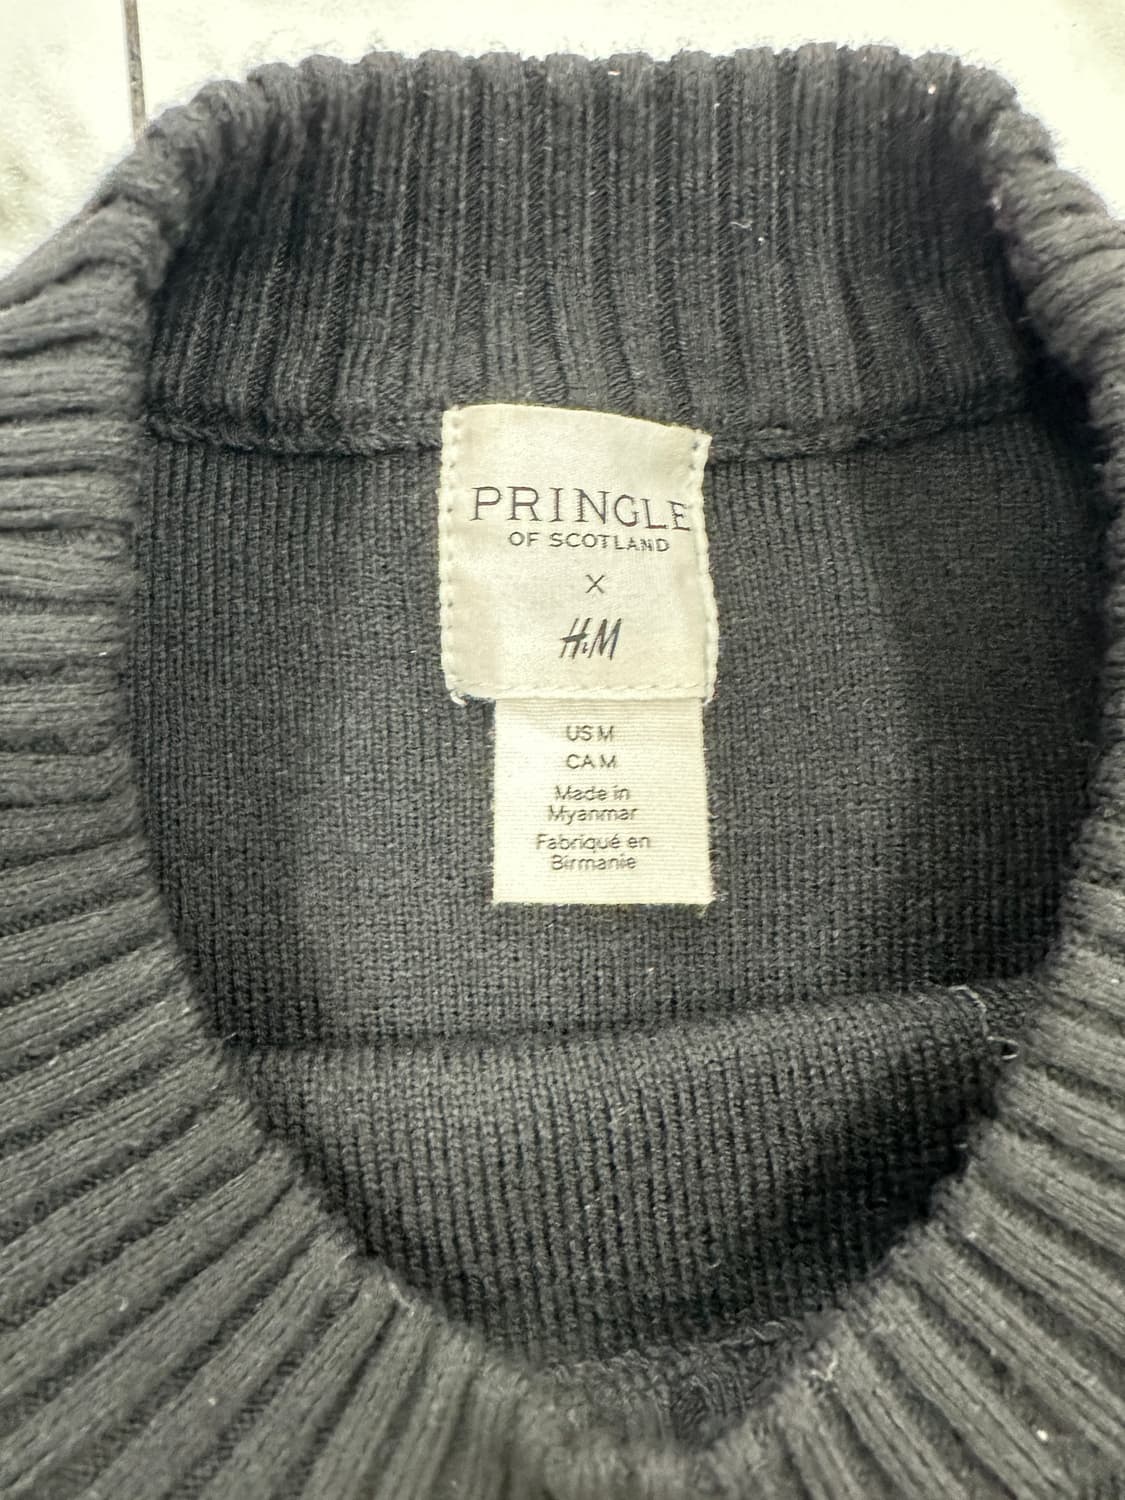 PRINGLE
OF SCOTLAND
X
H&M
US M
CA M
Made in
Myanmar
Fabriqué en
Birmanie